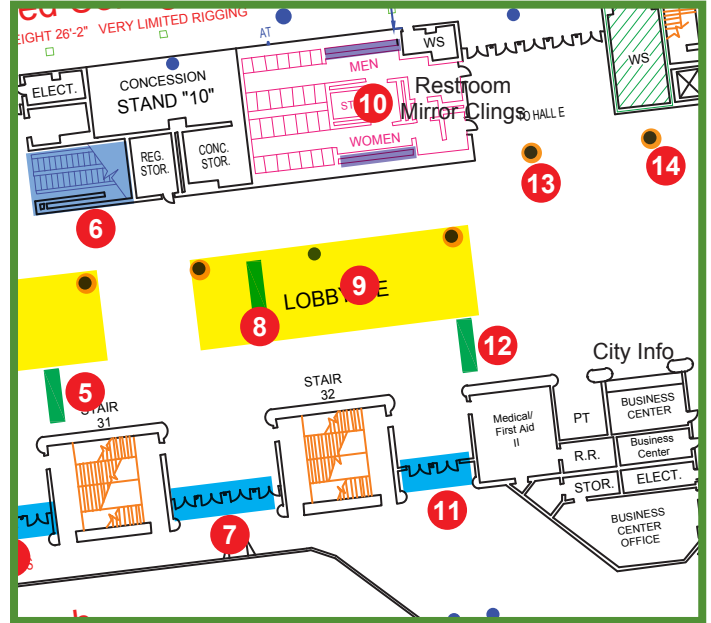 EIGHT 26'-2" VERY LIMITED RIGGING
AT
WS
MEN
ELECT.
CONCESSION
STAND "10"
WS
10
Restroom
Mirror Clings
TO HALL E
REG.
STOR.
CONC.
STOR.
WOMEN
13
14
6
9
8
LOBBY
12
City Info
5
STAIR
31
STAIR
32
Medical/
First Aid
II
PT
BUSINESS
CENTER
R.R.
Business
Center
STOR.
ELECT.
7
11
BUSINESS
CENTER
OFFICE